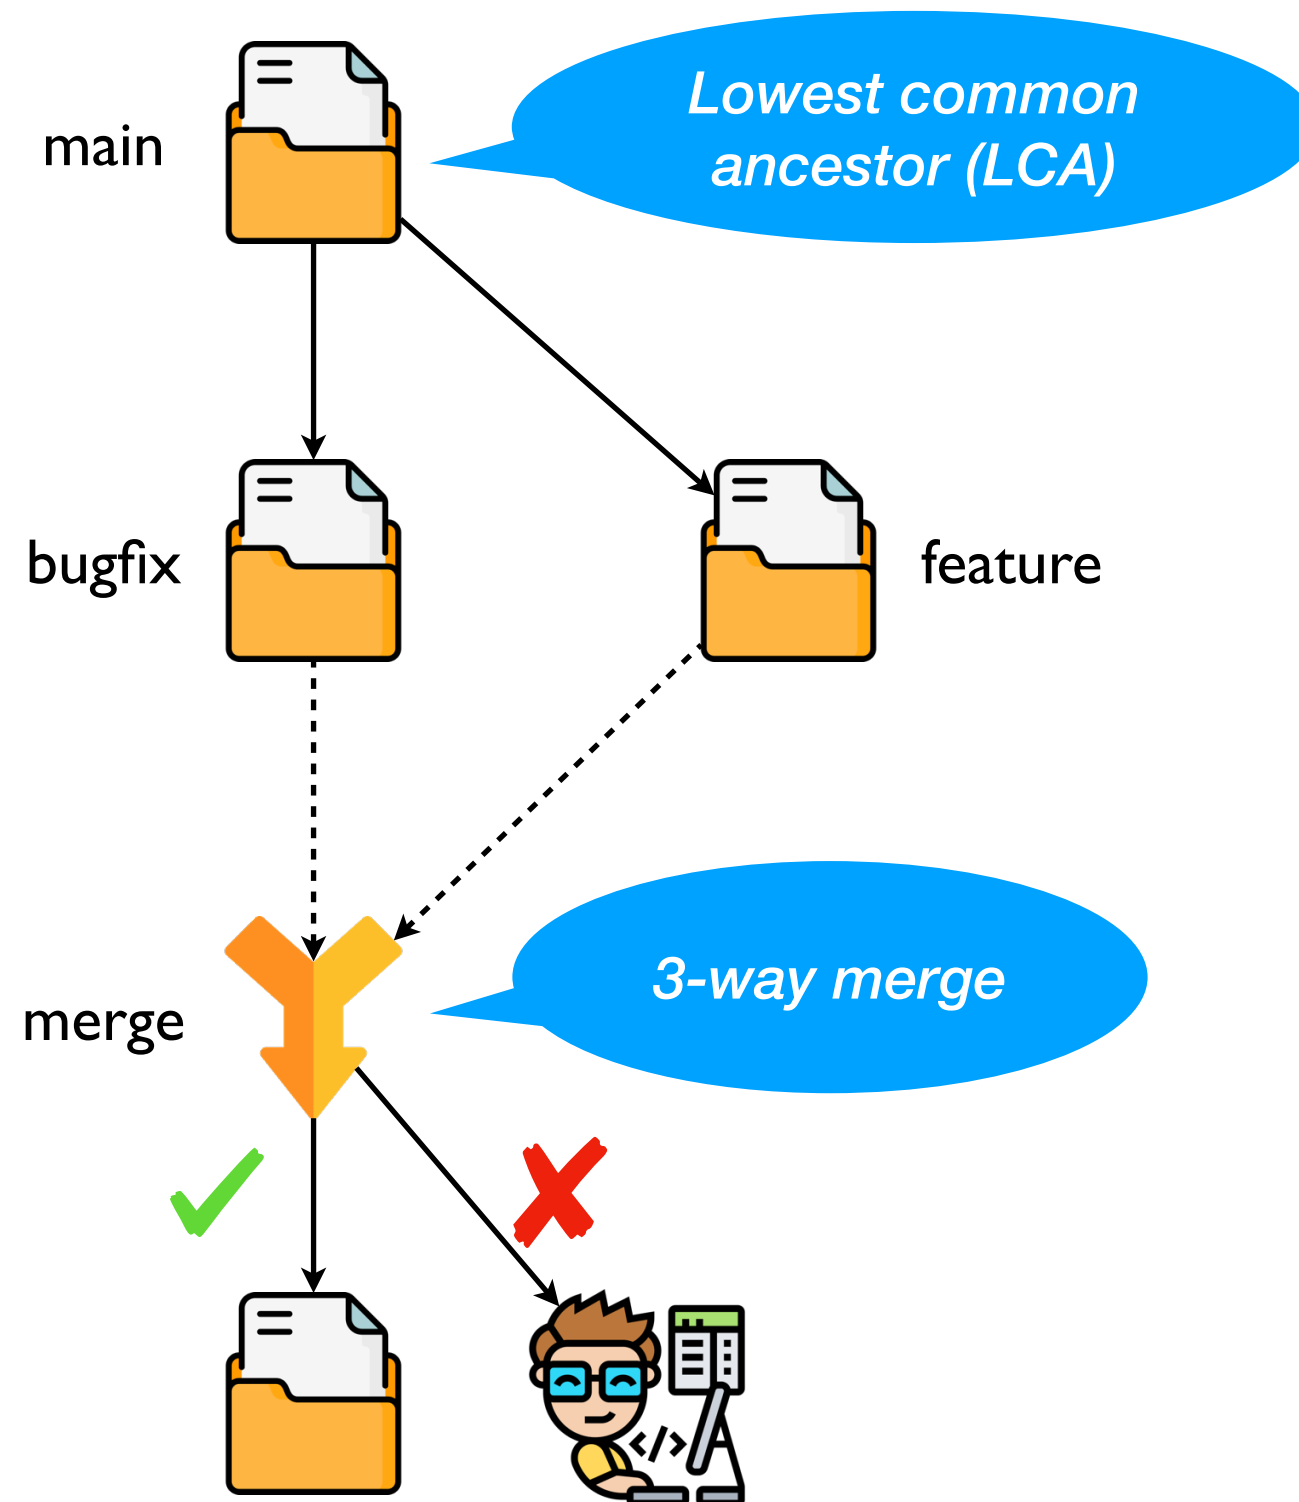 Lowest common
ancestor (LCA)
main
bugfix
feature
3-way merge
merge
</>